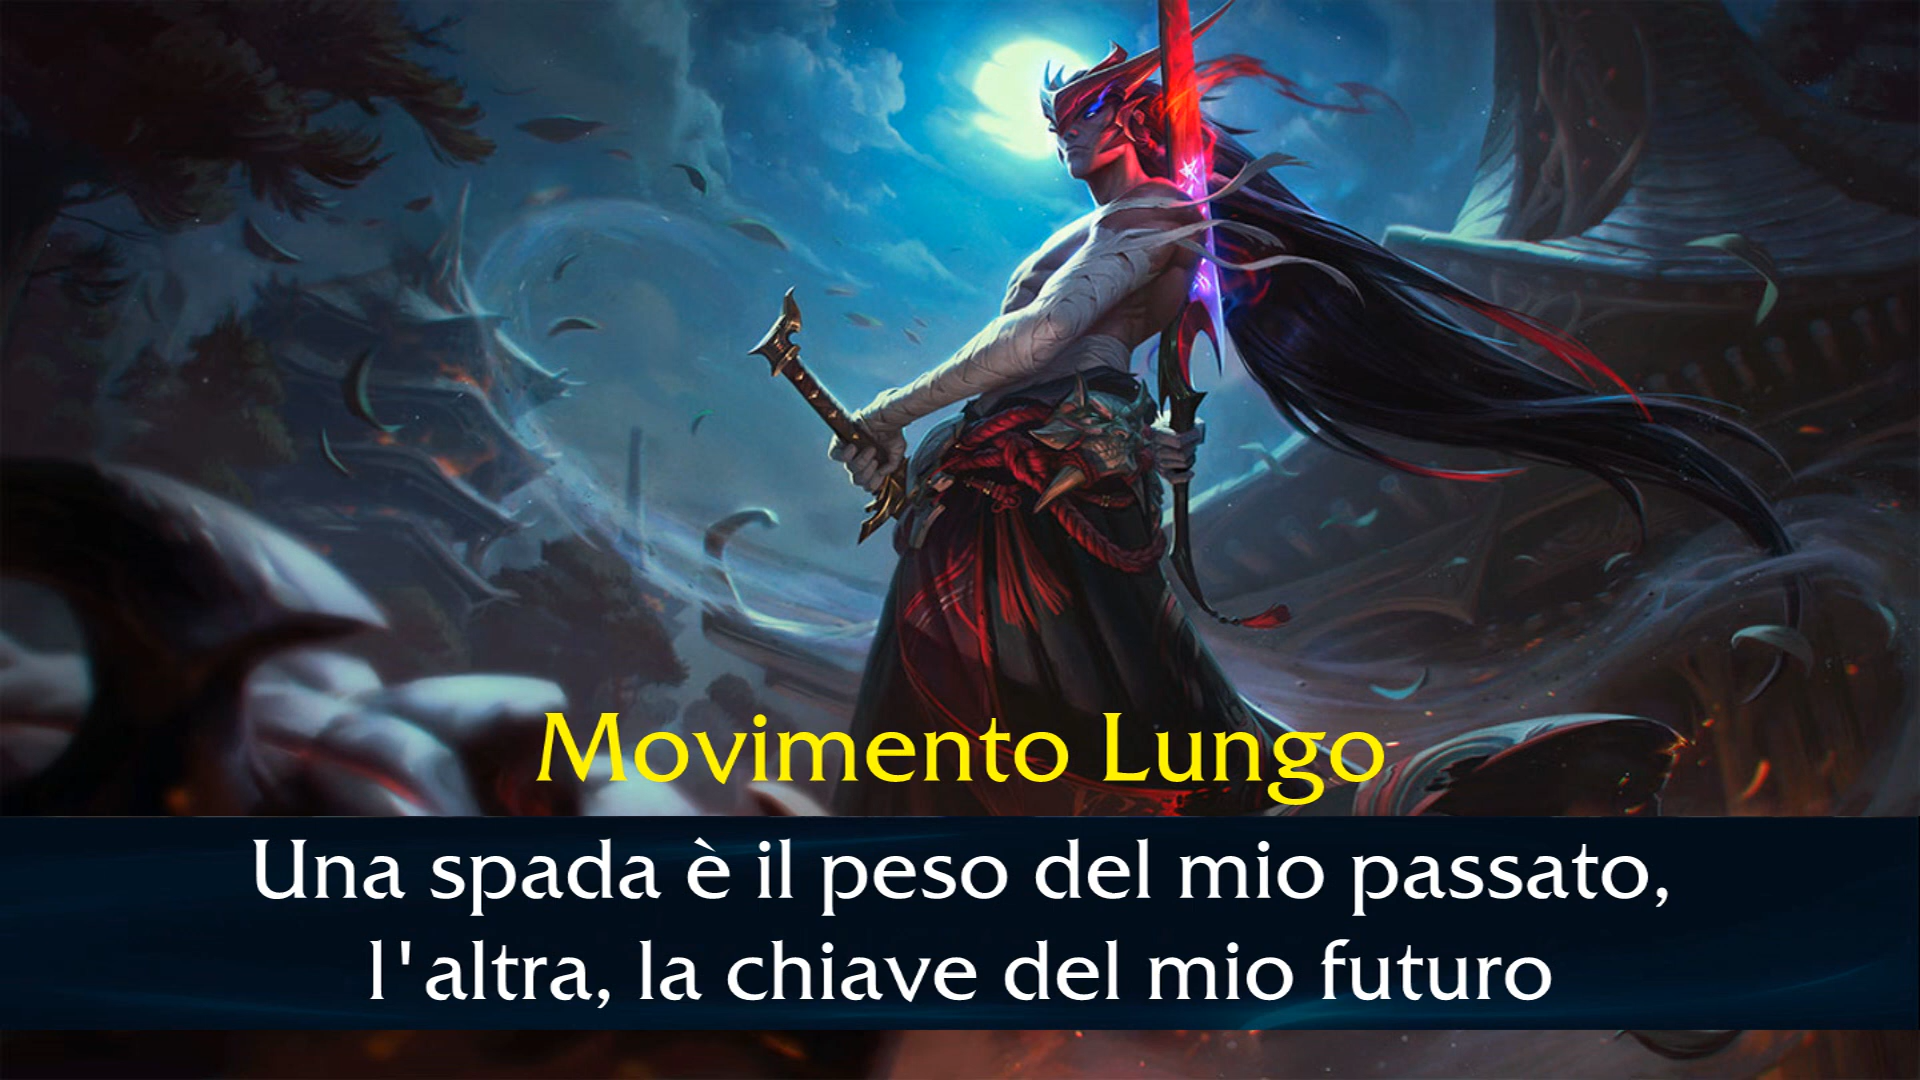 Movimento Lungo
Una spada è il peso del mio passato,
l'altra, la chiave del mio futuro